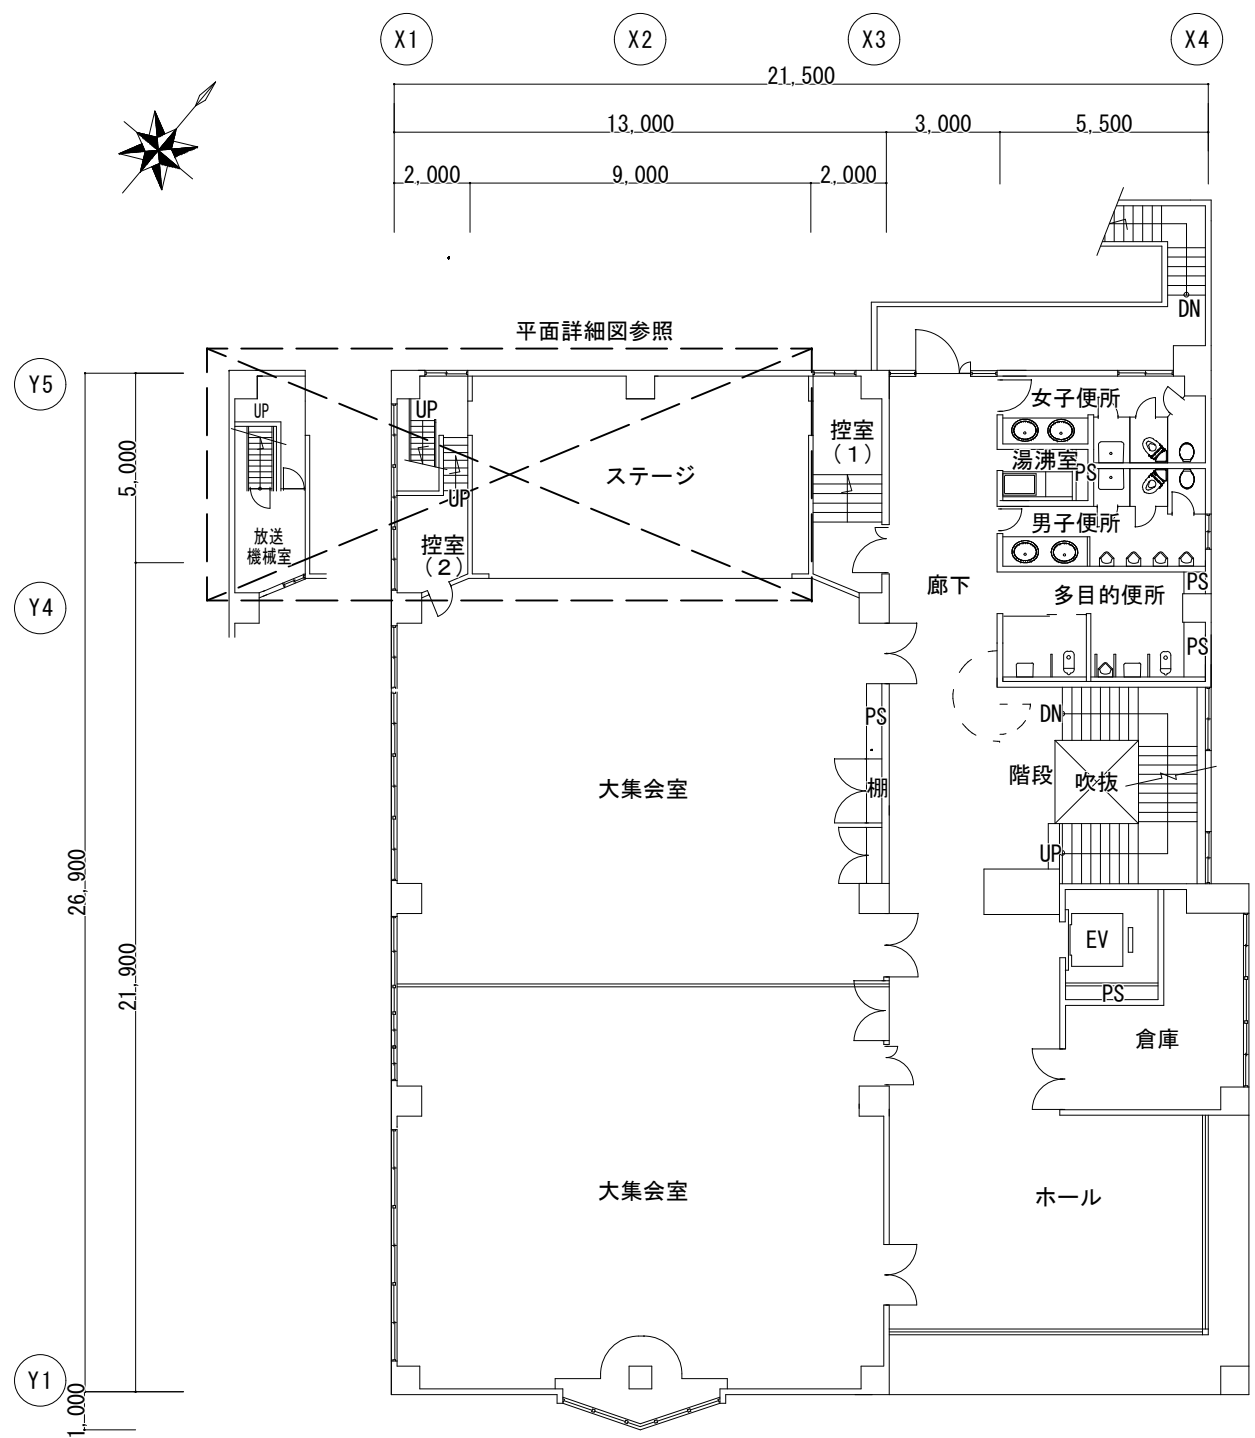 X1
X2
X3
X4
21,500
13,000
3,000
5,500
2,000
9,000
2,000
DN
平面詳細図参照
Y5
UP
UP
UP
控室
(1)
ステージ
女子便所
湯沸室
PS
男子便所
5,000
放送
機械室
控室
(2)
廊下
多目的便所
PS
PS
Y4
PS
DN
階段
吹抜
大集会室
棚
UP
26,900
21,900
EV
PS
倉庫
大集会室
ホール
Y1
1,000